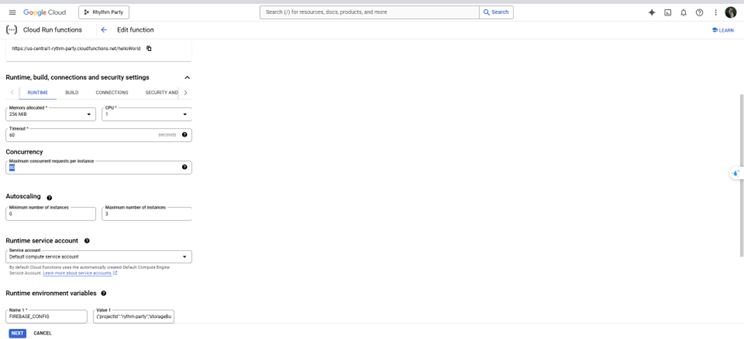 Google Cloud
Rhythm Party
Search (/) for resources, docs, products, and more
Search
Cloud Run functions
Edit function
LEARN
https://us-central1-rythm-party.cloudfunctions.net/helloWorld
Runtime, build, connections and security settings
RUNTIME BUILD CONNECTIONS SECURITY AND
Memory allocated *
256 MiB
CPU *
1
Timeout *
60 seconds
Concurrency
Maximum concurrent requests per instance
Autoscaling
Minimum number of instances
0
Maximum number of instances
3
Runtime service account
Service account
Default compute service account
By default Cloud Functions uses the automatically created Default Compute Engine
Service Account. Learn more about service accounts
Runtime environment variables
Name 1 *
FIREBASE_CONFIG
Value 1
{"projectId":"rythm-party","storageBu
NEXT CANCEL